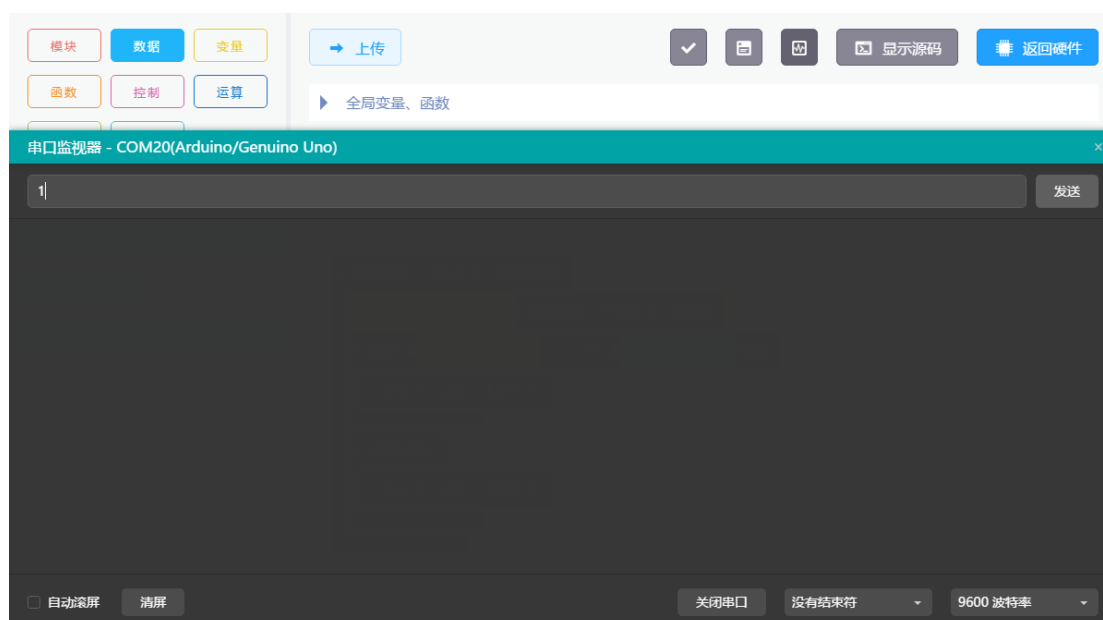 模块 数据 变量 上传 显示源码 返回硬件
函数 控制 运算 全局变量、函数
串口监视器 - COM20(Arduino/Genuino Uno) ×
1 发送
自动滚屏 清屏 关闭串口 没有结束符 9600 波特率